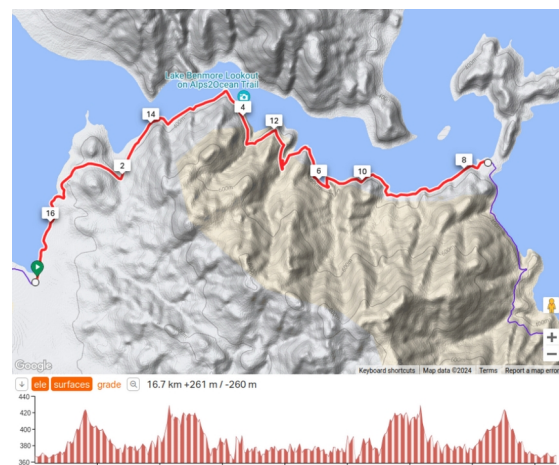 Lake Benmore Lookout
on Alps2Ocean Trail
14
4
12
2
6
10
8
16
Google
Keyboard shortcuts
Map data ©2024
Terms
Report a map error
ele
surfaces
grade
16.7 km +261 m / -260 m
440
420
400
380
360